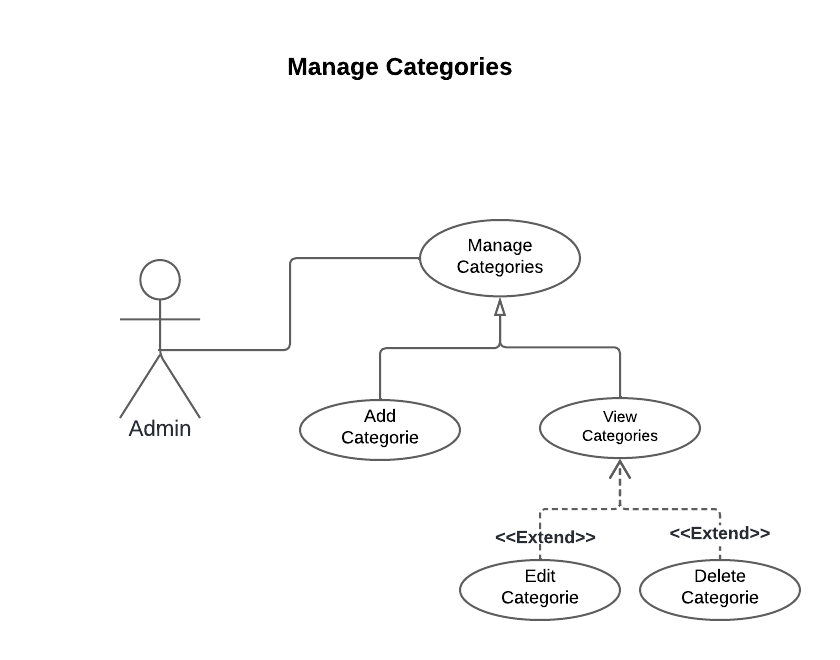 Manage Categories
Manage
Categories
Admin
Add
Categorie
View
Categories
<<Extend>>
<<Extend>>
Edit
Categorie
Delete
Categorie